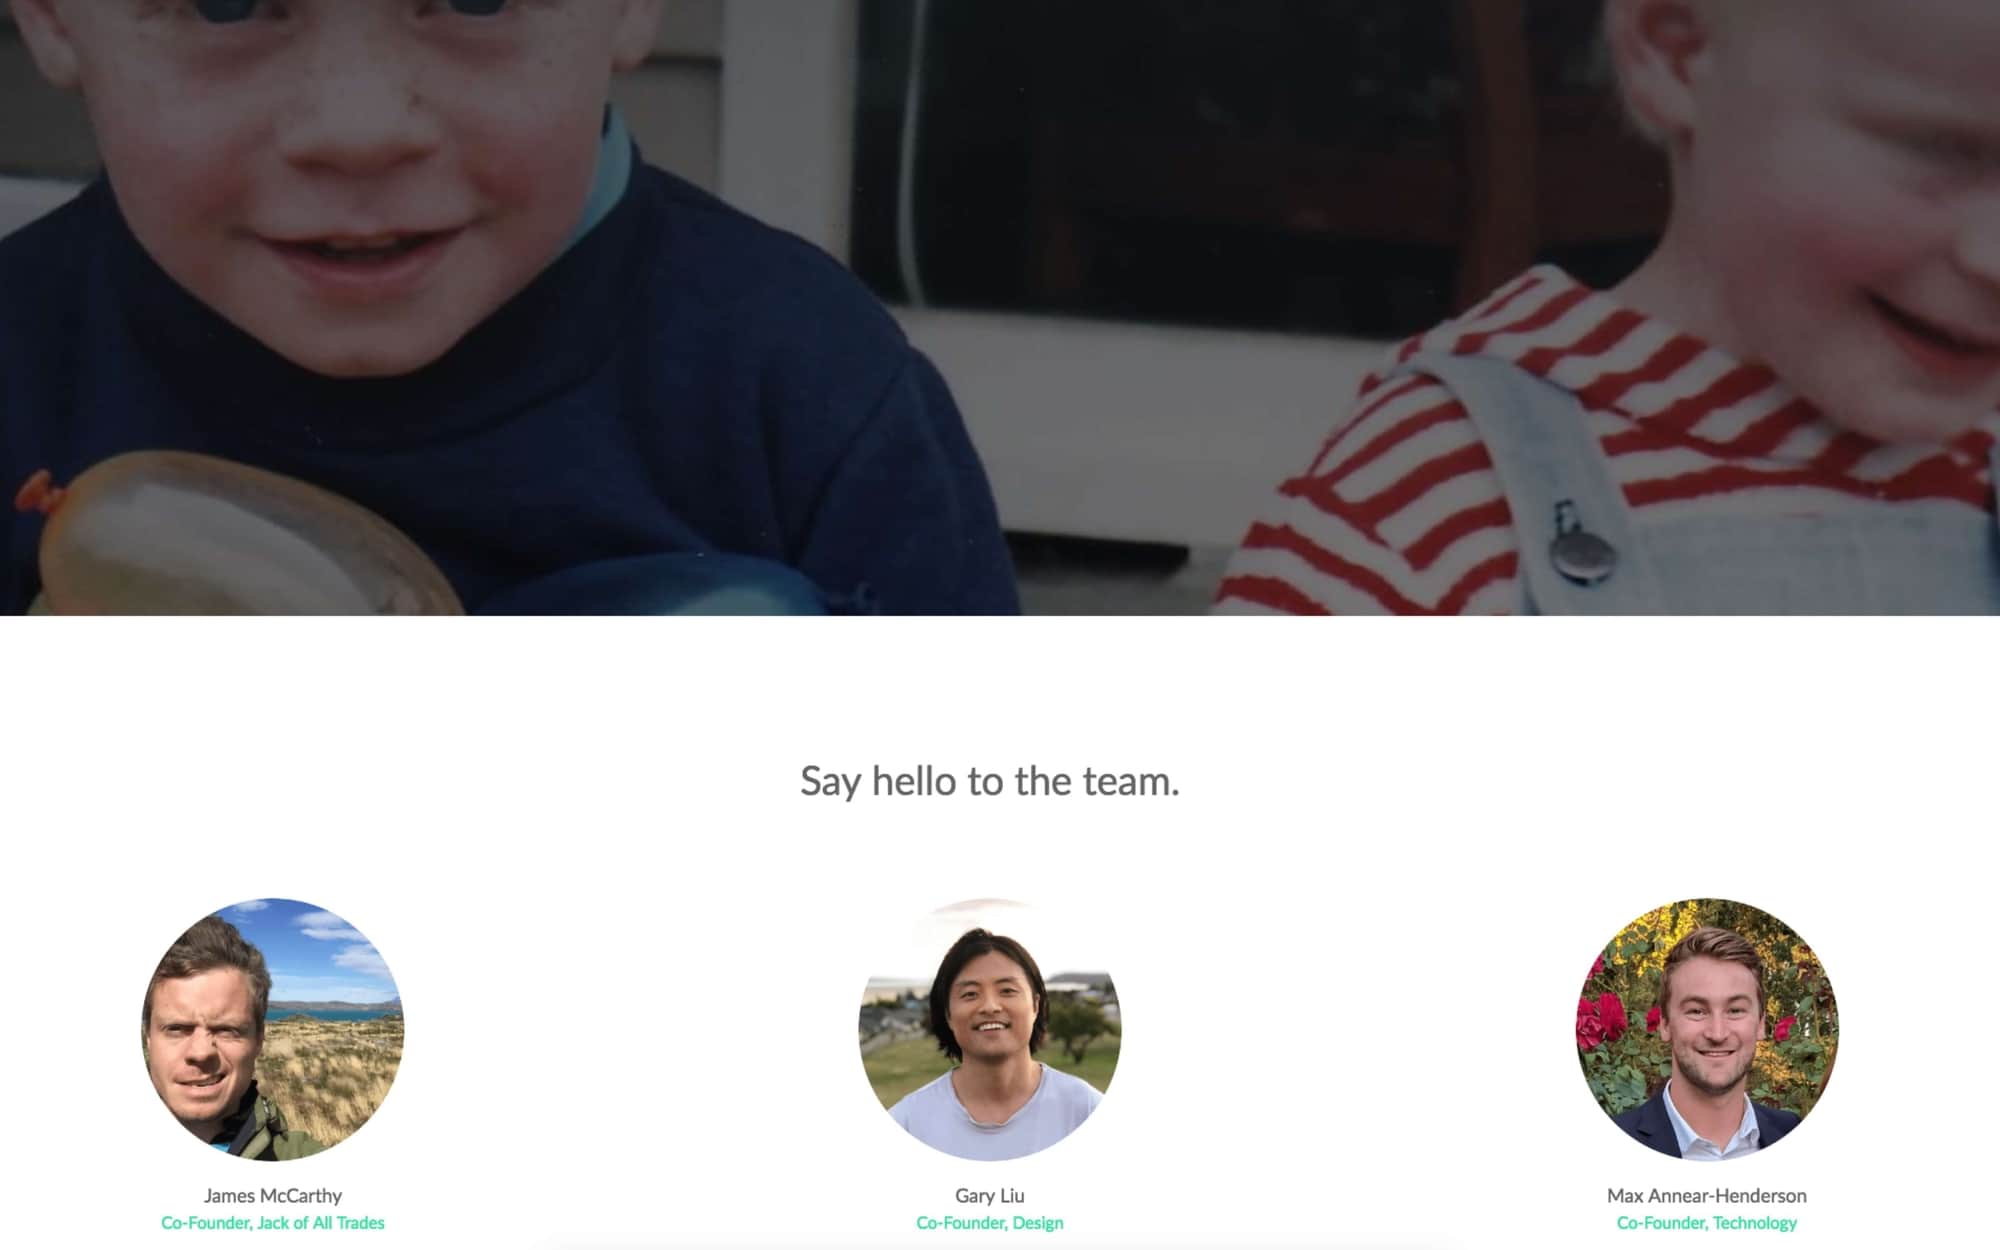 Say hello to the team.
James McCarthy
Co-Founder, Jack of All Trades
Gary Liu
Co-Founder, Design
Max Annear-Henderson
Co-Founder, Technology